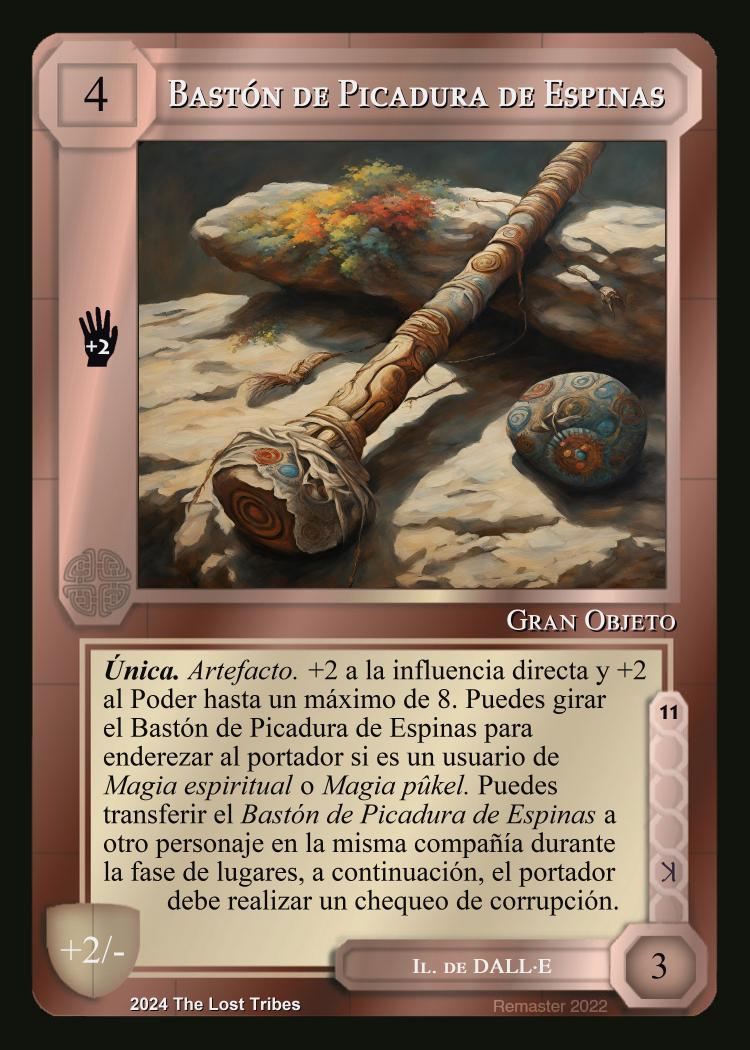 4
Bastón de Picadura de Espinas
+2
Gran Objeto
Única. Artefacto. +2 a la influencia directa y +2
al Poder hasta un máximo de 8. Puedes girar
el Bastón de Picadura de Espinas para
enderezar al portador si es un usuario de
Magia espiritual o Magia pûkel. Puedes
transferir el Bastón de Picadura de Espinas a
otro personaje en la misma compañía durante
la fase de lugares, a continuación, el portador
debe realizar un chequeo de corrupción.
11
+2/-
Il. de DALL·E
3
2024 The Lost Tribes
Remaster 2022